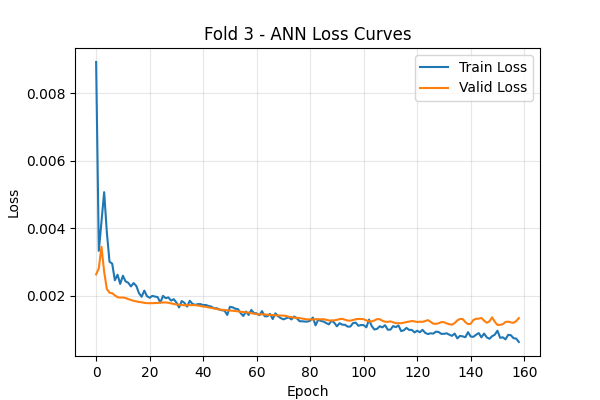 Fold 3 - ANN Loss Curves
Train Loss
Valid Loss
Loss
0.008
0.006
0.004
0.002
0 20 40 60 80 100 120 140 160
Epoch